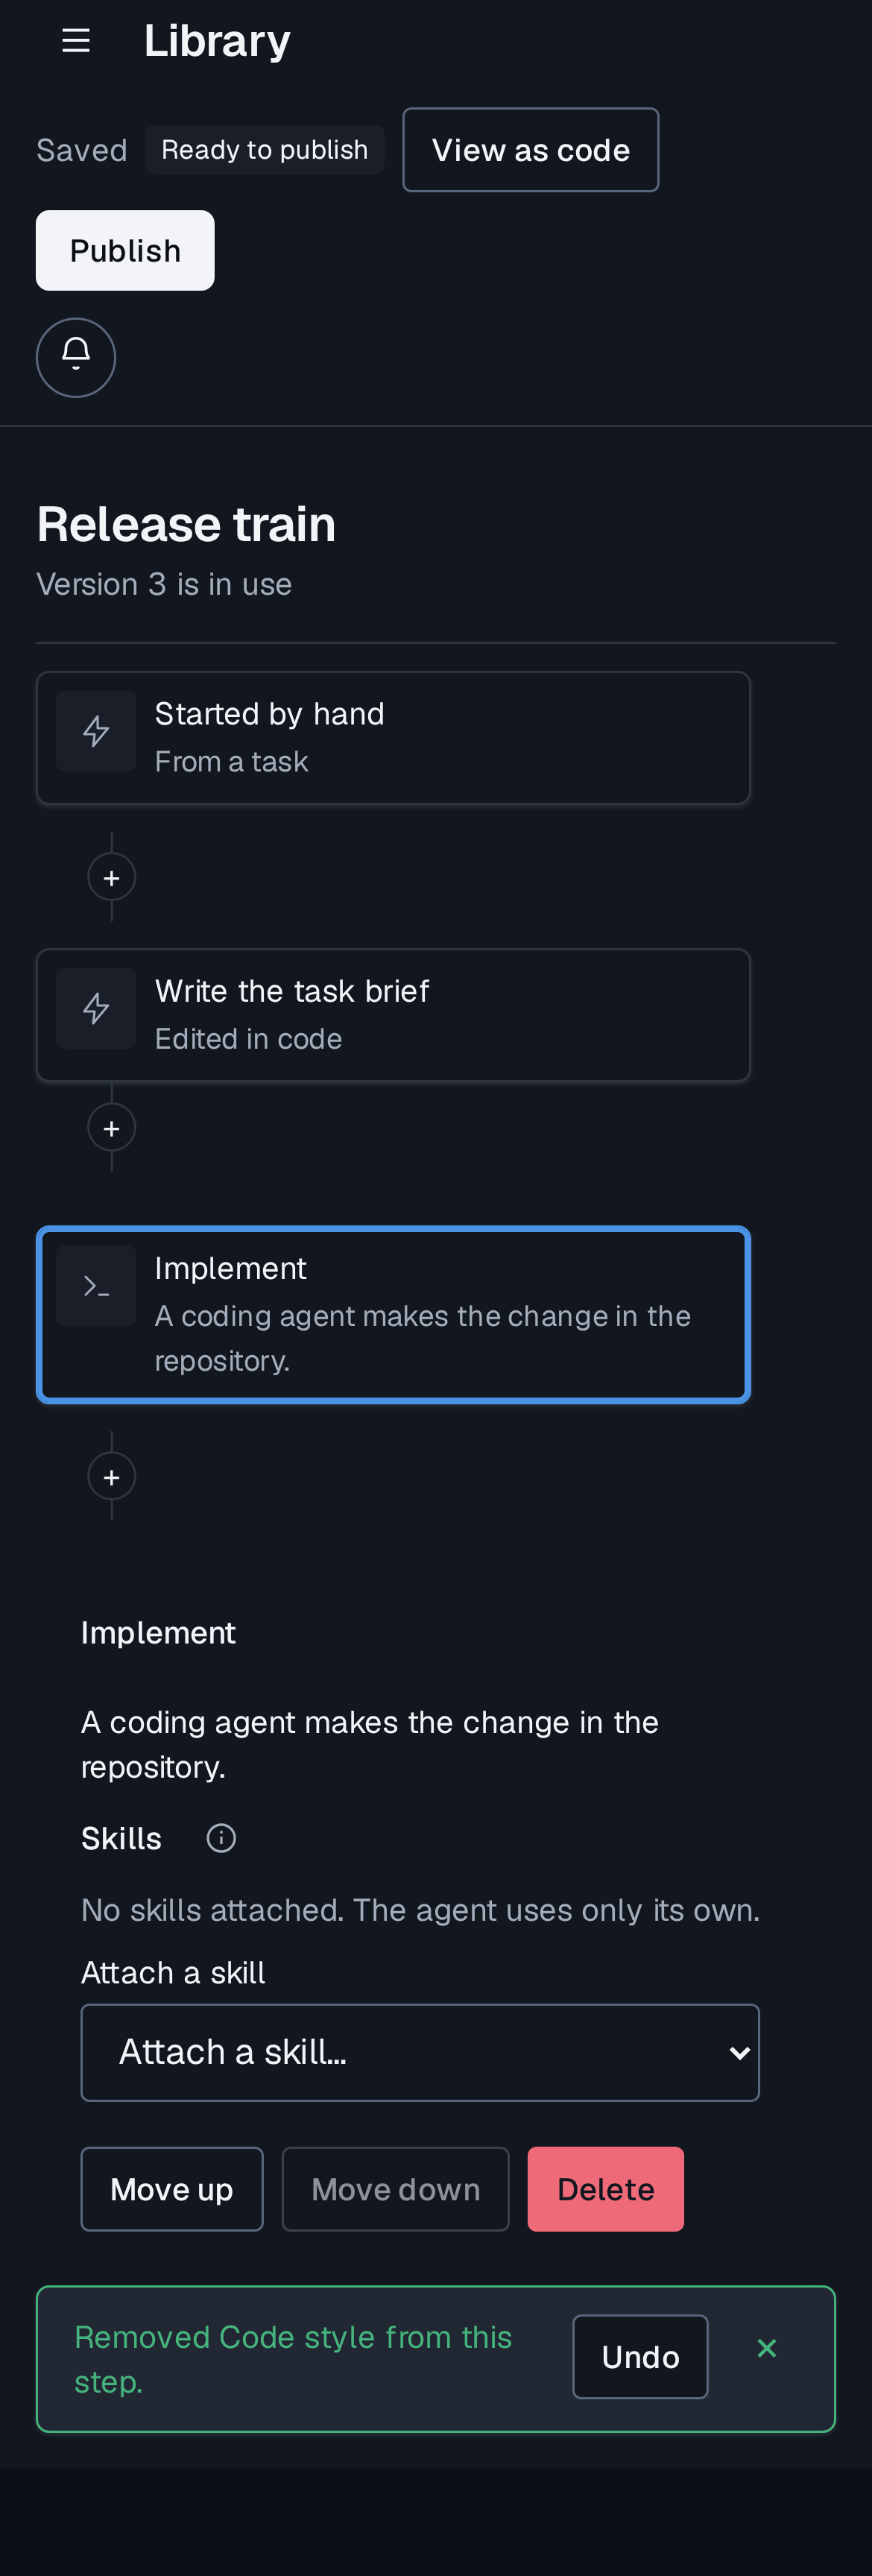 Library
Saved
Ready to publish
View as code
Publish
Release train
Version 3 is in use
Started by hand
From a task
+
Write the task brief
Edited in code
+
Implement
A coding agent makes the change in the
repository.
+
Implement
A coding agent makes the change in the
repository.
Skills
No skills attached. The agent uses only its own.
Attach a skill
Attach a skill...
Move up
Move down
Delete
Removed Code style from this
step.
Undo